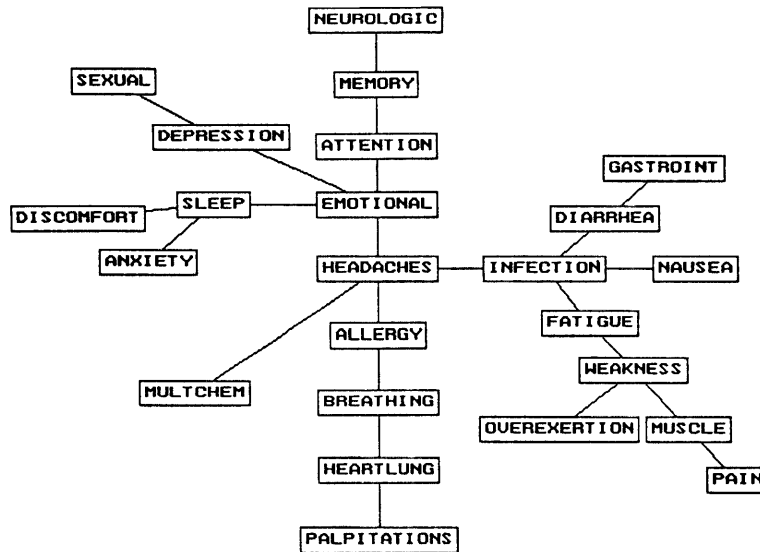 NEUROLOGIC
SEXUAL
MEMORY
DEPRESSION
ATTENTION
GASTROINT
DISCOMFORT
SLEEP
EMOTIONAL
DIARRHEA
ANXIETY
HEADACHES
INFECTION
NAUSEA
ALLERGY
FATIGUE
WEAKNESS
MULTCHEM
BREATHING
OVEREXERTION
MUSCLE
HEARTLUNG
PAIN
PALPITATIONS